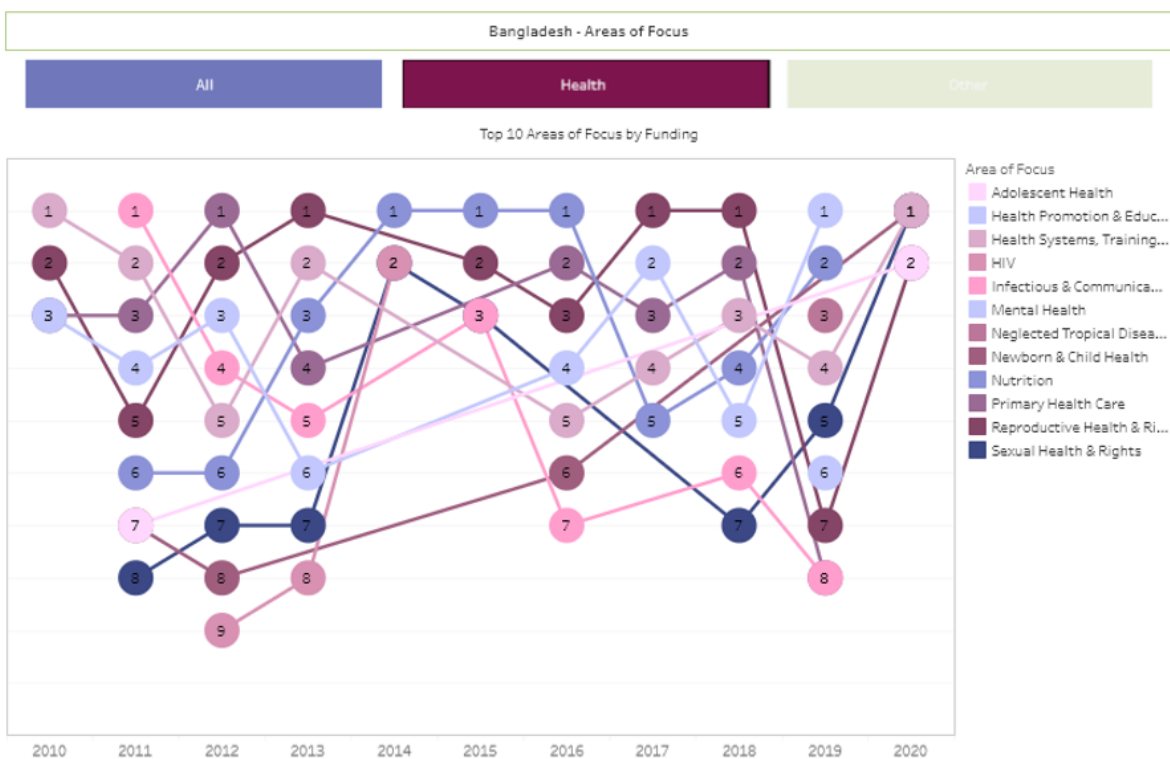 Bangladesh - Areas of Focus
All Health Other
Top 10 Areas of Focus by Funding
Area of Focus
Adolescent Health
Health Promotion & Educ...
Health Systems, Training...
HIV
Infectious & Communica...
Mental Health
Neglected Tropical Disea...
Newborn & Child Health
Nutrition
Primary Health Care
Reproductive Health & Ri...
Sexual Health & Rights
1 1 1 1 1 1 1 1 1 1 1
2 2 2 2 2 2 2 2 2 2 2
3 3 3 3 3 3 3 3 3
4 4 4 4 4 4 4
5 5 5 5 5 5 5
6 6 6 6 6 6
7 7 7 7 7 7
8 8 8 8
9
2010 2011 2012 2013 2014 2015 2016 2017 2018 2019 2020